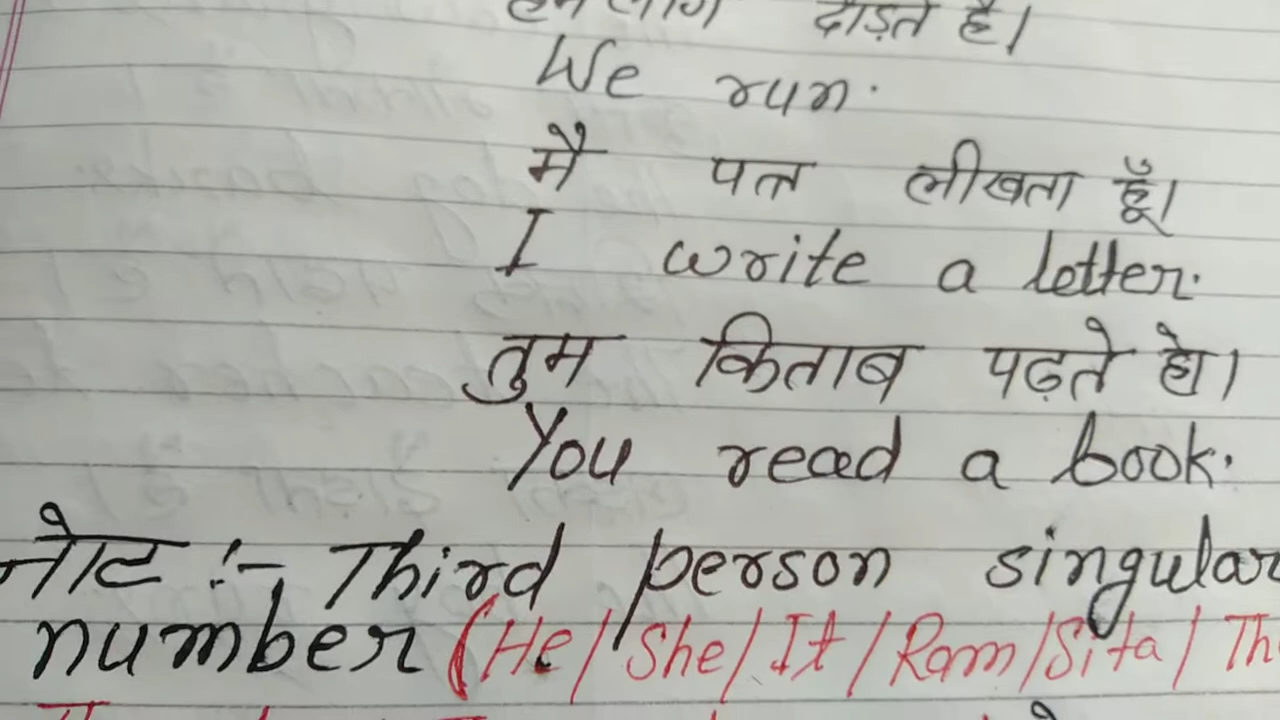 हम लोग दौड़ते हैं।
We run.
मै पत्र लीखता हूँ।
I write a letter.
तुम किताब पढ़ते हो।
You read a book.
नोट :- Third person singular
number (He / She / It / Ram / Sita /